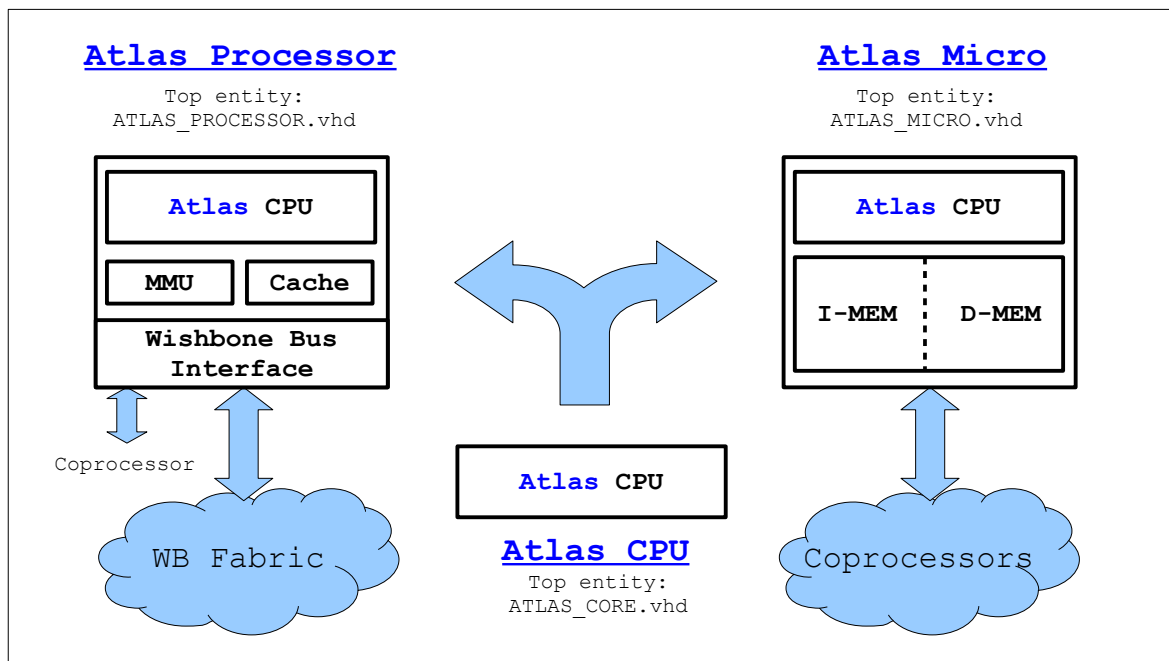 Atlas Processor
Top entity:
ATLAS_PROCESSOR.vhd
Atlas CPU
MMU
Cache
Wishbone Bus
Interface
Coprocessor
WB Fabric
Atlas CPU
Atlas CPU
Top entity:
ATLAS_CORE.vhd
Atlas Micro
Top entity:
ATLAS_MICRO.vhd
Atlas CPU
I-MEM
D-MEM
Coprocessors